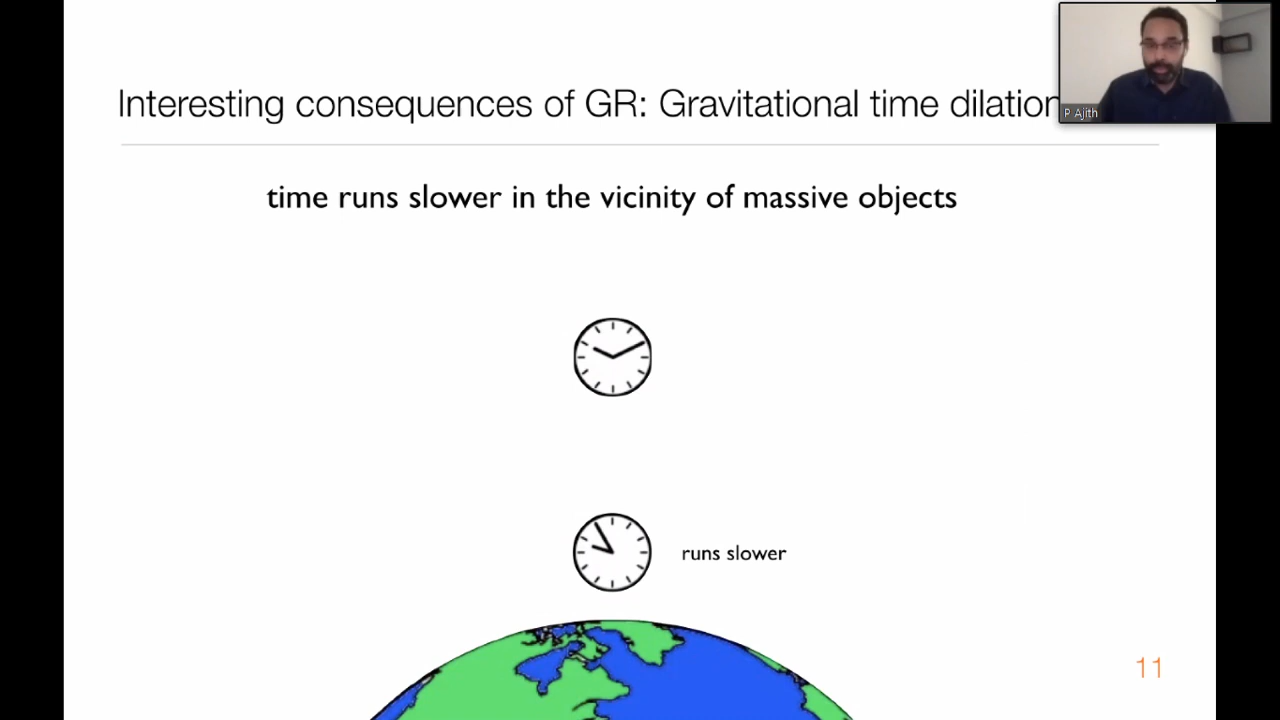 Interesting consequences of GR: Gravitational time dilation
P Ajith
time runs slower in the vicinity of massive objects
runs slower
11